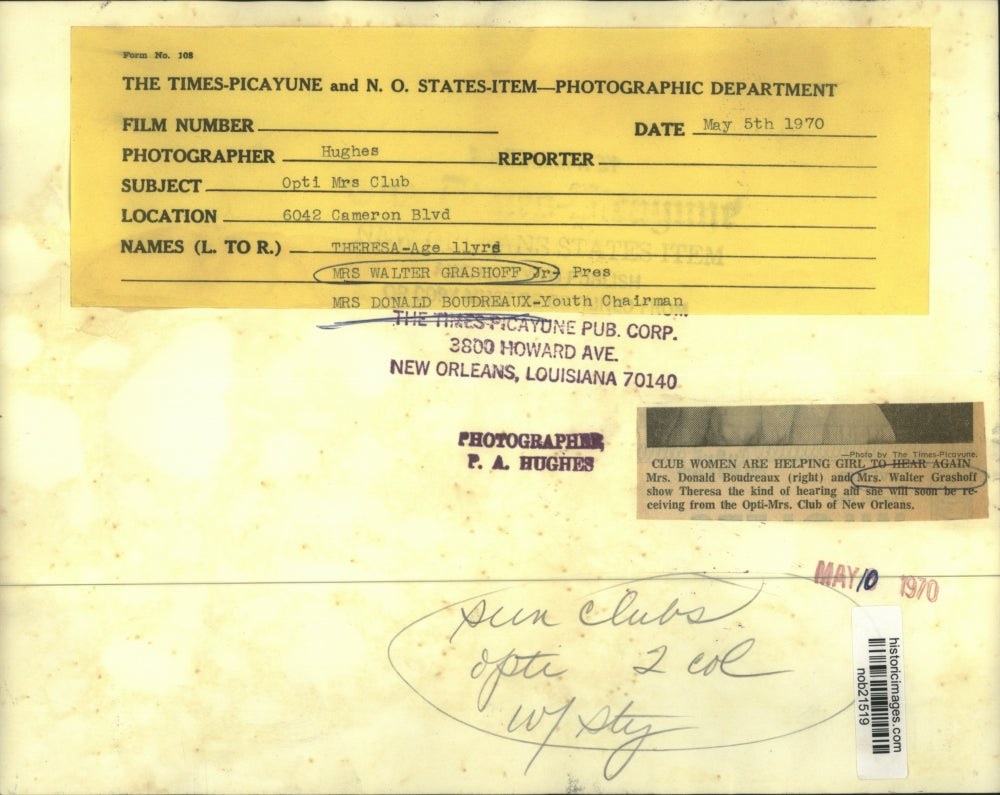 Form No. 108
THE TIMES-PICAYUNE and N. O. STATES-ITEM—PHOTOGRAPHIC DEPARTMENT
FILM NUMBER
DATE May 5th 1970
PHOTOGRAPHER Hughes REPORTER
SUBJECT Opti Mrs Club
LOCATION 6042 Cameron Blvd
NAMES (L. TO R.) THERESA-Age 11yrs
MRS WALTER GRASHOFF Jr- Pres
MRS DONALD BOUDREAUX-Youth Chairman
THE TIMES-PICAYUNE PUB. CORP.
3800 HOWARD AVE.
NEW ORLEANS, LOUISIANA 70140
PHOTOGRAPHER
P. A. HUGHES
—Photo by The Times-Picayune.
CLUB WOMEN ARE HELPING GIRL TO HEAR AGAIN
Mrs. Donald Boudreaux (right) and Mrs. Walter Grashoff
show Theresa the kind of hearing aid she will soon be re-
ceiving from the Opti-Mrs. Club of New Orleans.
MAY 10 1970
sun clubs
opti 2 col
w/ sty
historicimages.com
nob21519